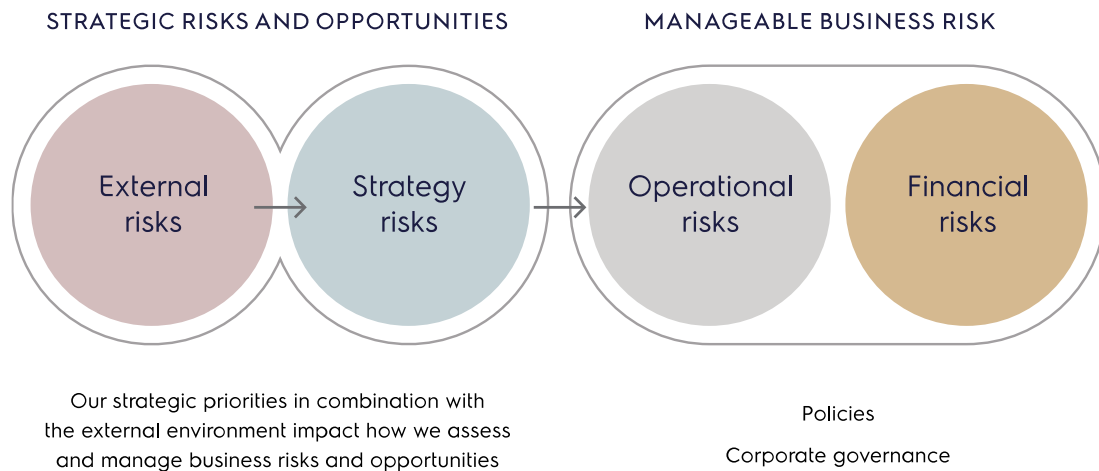 STRATEGIC RISKS AND OPPORTUNITIES
MANAGEABLE BUSINESS RISK
External
risks
Strategy
risks
Operational
risks
Financial
risks
Our strategic priorities in combination with
the external environment impact how we assess
and manage business risks and opportunities
Policies
Corporate governance